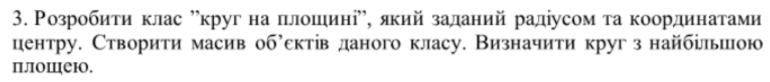 3. Розробити клас ”круг на площині”, який заданий радіусом та координатами
центру. Створити масив об’єктів даного класу. Визначити круг з найбільшою
площею.